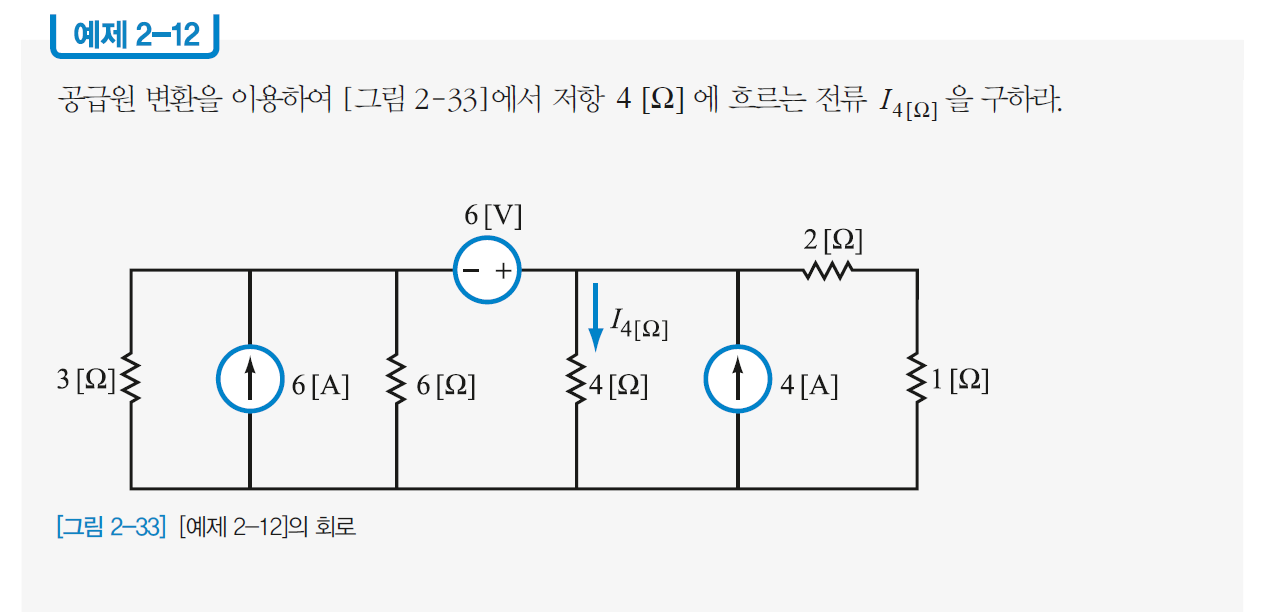 예제 2-12
공급원 변환을 이용하여 [그림 2-33]에서 저항 4 [Ω] 에 흐르는 전류 I4[Ω] 을 구하라.
6[V]
− +
2[Ω]
I4[Ω]
3[Ω]
6[A]
6[Ω]
4[Ω]
4[A]
1[Ω]
[그림 2-33] [예제 2-12]의 회로